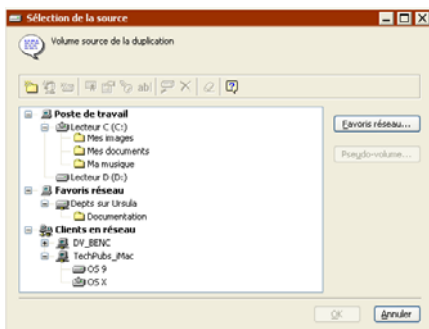 Sélection de la source
Volume source de la duplication
Poste de travail
Lecteur C (C:)
Mes images
Mes documents
Ma musique
Lecteur D (D:)
Favoris réseau
Depts sur Ursula
Documentation
Clients en réseau
DV_BENC
TechPubs_iMac
OS 9
OS X
Favoris réseau...
Pseudo-volume...
OK
Annuler